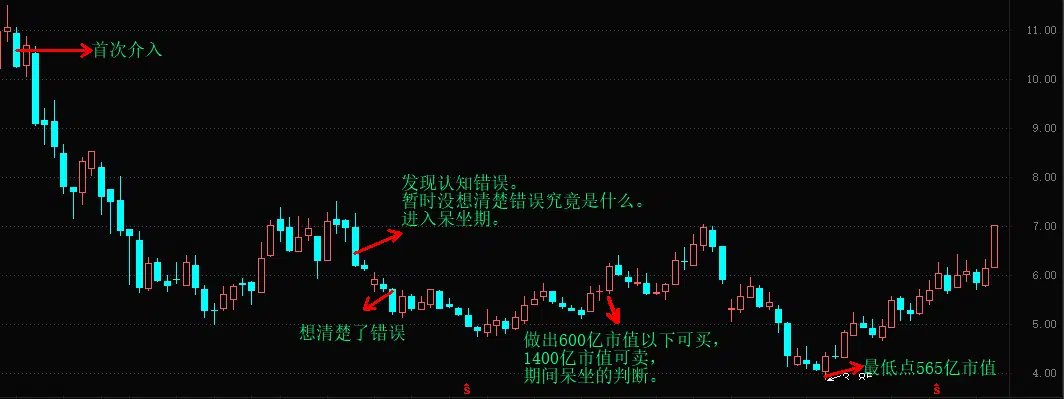 11.00
首次介入
10.00
9.00
发现认知错误。
暂时没想清楚错误究竟是什么。
进入呆坐期。
8.00
7.00
6.00
想清楚了错误
做出600亿市值以下可买，
1400亿市值可卖，
期间呆坐的判断。
5.00
最低点565亿市值
4.00
ŝ
ŝ